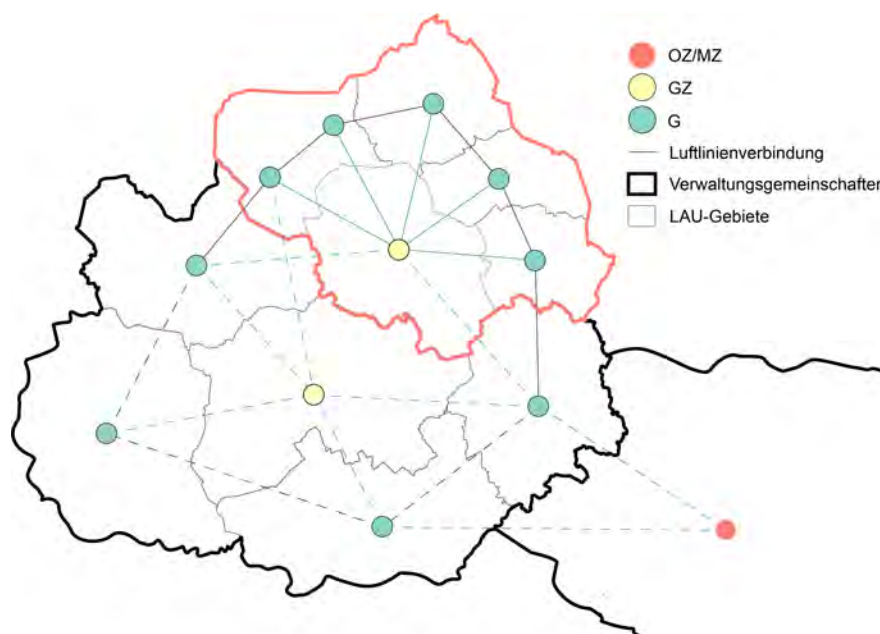 OZ/MZ
GZ
G
Luftlinienverbindung
Verwaltungsgemeinschaften
LAU-Gebiete